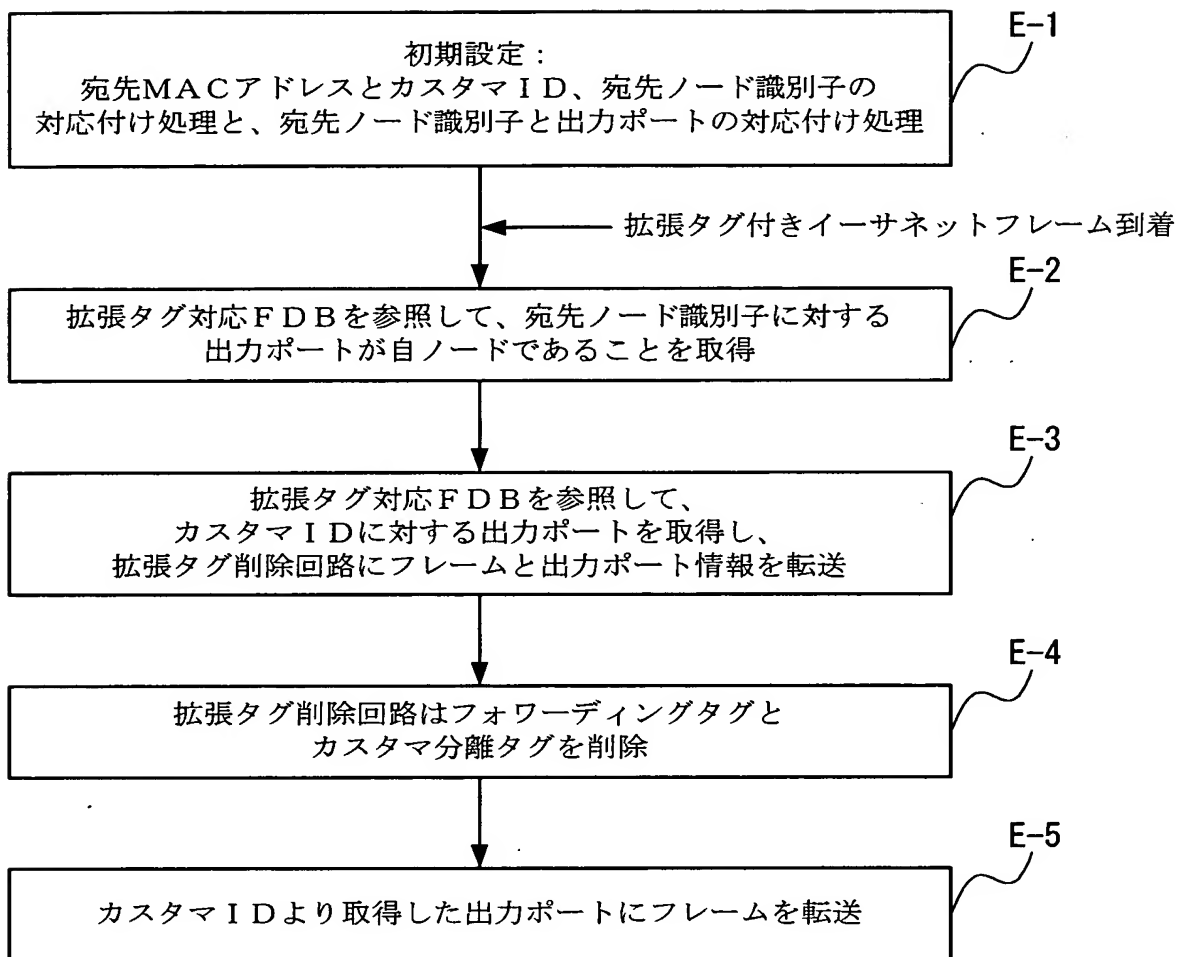 E-1
初期設定：
宛先MACアドレスとカスタマＩＤ、宛先ノード識別子の
対応付け処理と、宛先ノード識別子と出力ポートの対応付け処理
拡張タグ付きイーサネットフレーム到着
E-2
拡張タグ対応ＦＤＢを参照して、宛先ノード識別子に対する
出力ポートが自ノードであることを取得
E-3
拡張タグ対応ＦＤＢを参照して、
カスタマＩＤに対する出力ポートを取得し、
拡張タグ削除回路にフレームと出力ポート情報を転送
E-4
拡張タグ削除回路はフォワーディングタグと
カスタマ分離タグを削除
E-5
カスタマＩＤより取得した出力ポートにフレームを転送